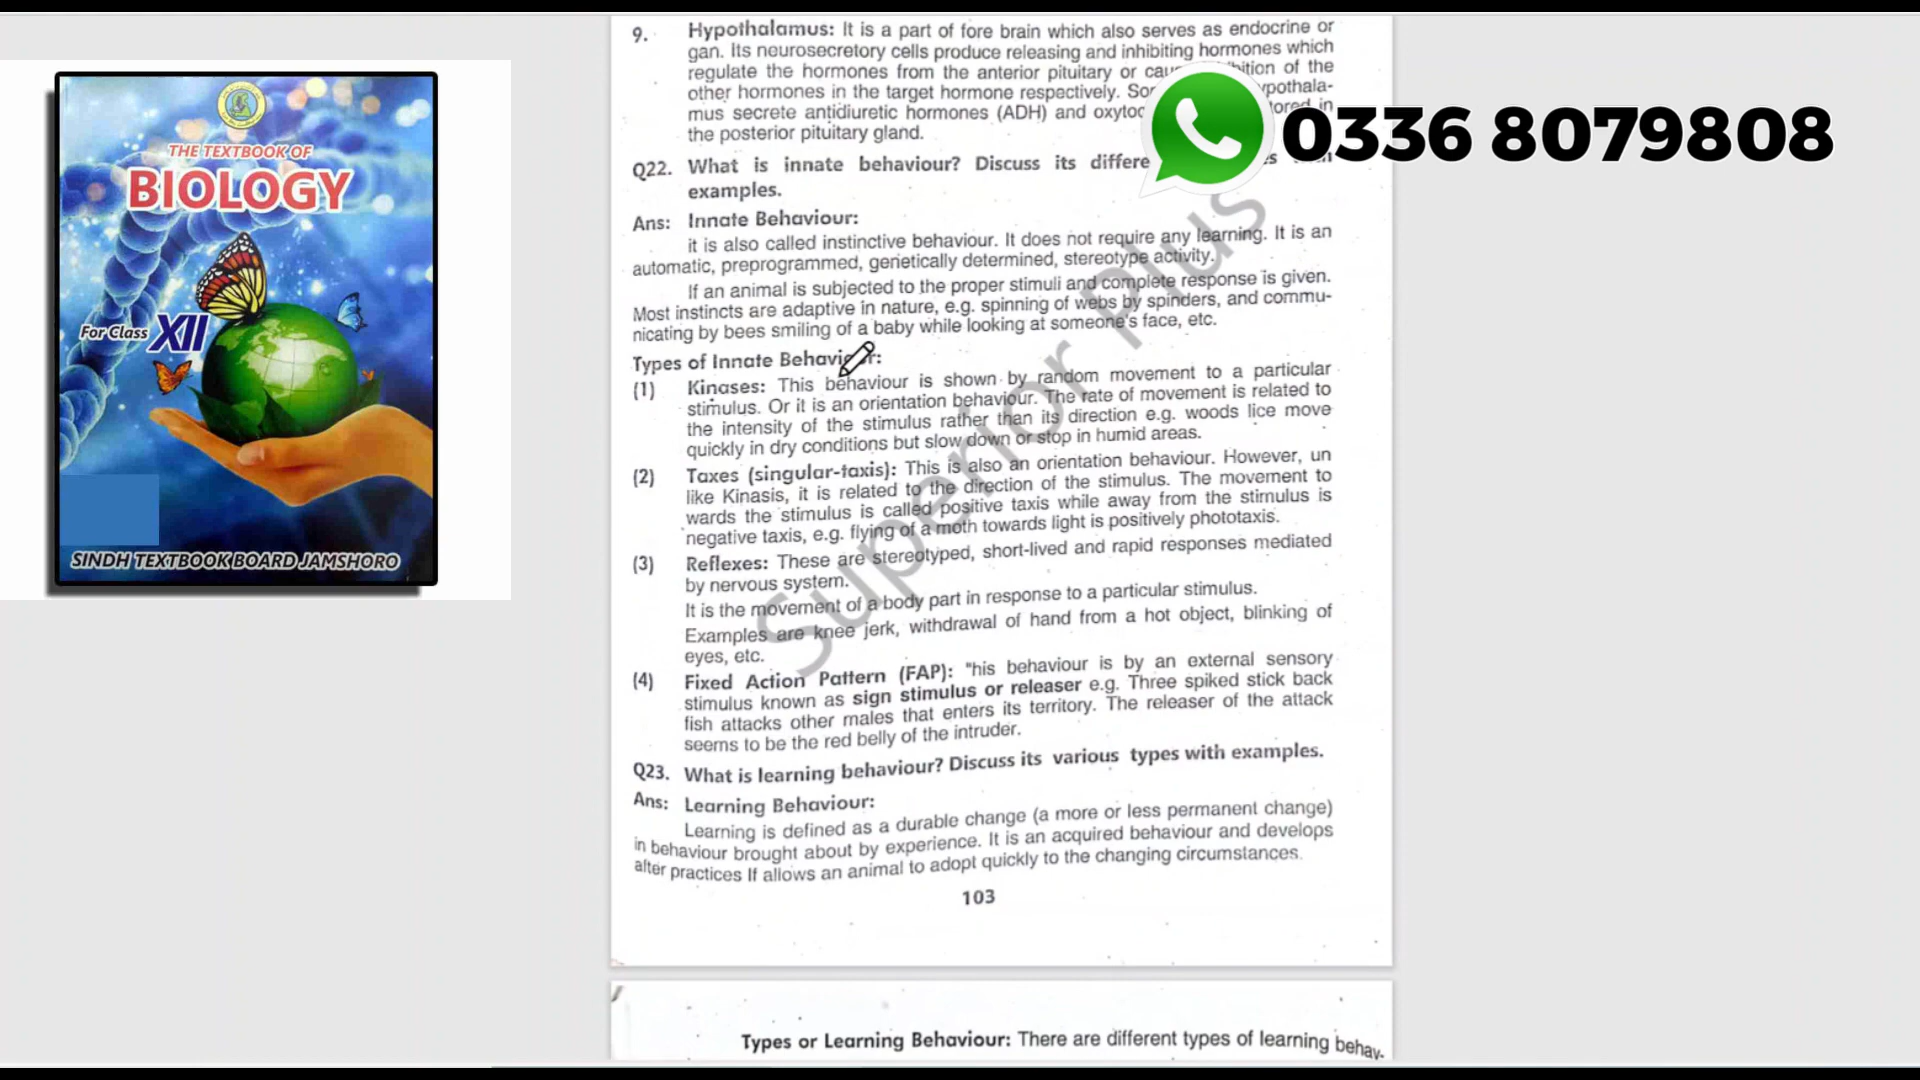 THE TEXTBOOK OF
BIOLOGY
For Class XII
SINDH TEXTBOOK BOARD JAMSHORO
0336 8079808
9. Hypothalamus: It is a part of fore brain which also serves as endocrine or
gan. Its neurosecretory cells produce releasing and inhibiting hormones which
regulate the hormones from the anterior pituitary or cau bition of the
other hormones in the target hormone respectively. So ypothala-
mus secrete antidiuretic hormones (ADH) and oxytoc tored in
the posterior pituitary gland.
Q22. What is innate behaviour? Discuss its differe
examples.
Ans: Innate Behaviour:
it is also called instinctive behaviour. It does not require any learning. It is an
automatic, preprogrammed, genetically determined, stereotype activity.
If an animal is subjected to the proper stimuli and complete response is given.
Most instincts are adaptive in nature, e.g. spinning of webs by spinders, and commu-
nicating by bees smiling of a baby while looking at someone's face, etc.
Types of Innate Behaviour:
(1) Kinases: This behaviour is shown by random movement to a particular
stimulus. Or it is an orientation behaviour. The rate of movement is related to
the intensity of the stimulus rather than its direction e.g. woods lice move
quickly in dry conditions but slow down or stop in humid areas.
(2) Taxes (singular-taxis): This is also an orientation behaviour. However, un
like Kinasis, it is related to the direction of the stimulus. The movement to
wards the stimulus is called positive taxis while away from the stimulus is
negative taxis, e.g. flying of a moth towards light is positively phototaxis.
(3) Reflexes: These are stereotyped, short-lived and rapid responses mediated
by nervous system.
It is the movement of a body part in response to a particular stimulus.
Examples are knee jerk, withdrawal of hand from a hot object, blinking of
eyes, etc.
(4) Fixed Action Pattern (FAP): "his behaviour is by an external sensory
stimulus known as sign stimulus or releaser e.g. Three spiked stick back
fish attacks other males that enters its territory. The releaser of the attack
seems to be the red belly of the intruder.
Q23. What is learning behaviour? Discuss its various types with examples.
Ans: Learning Behaviour:
Learning is defined as a durable change (a more or less permanent change)
in behaviour brought about by experience. It is an acquired behaviour and develops
alter practices If allows an animal to adopt quickly to the changing circumstances.
103
Superior Plus
Types or Learning Behaviour: There are different types of learning behav-